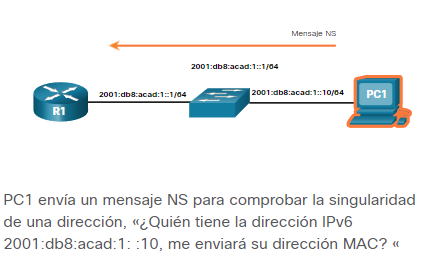 Mensaje NS
2001:db8:acad:1::1/64
2001:db8:acad:1::1/64
2001:db8:acad:1::10/64
R1
PC1
PC1 envía un mensaje NS para comprobar la singularidad
de una dirección, «¿Quién tiene la dirección IPv6
2001:db8:acad:1: :10, me enviará su dirección MAC? «